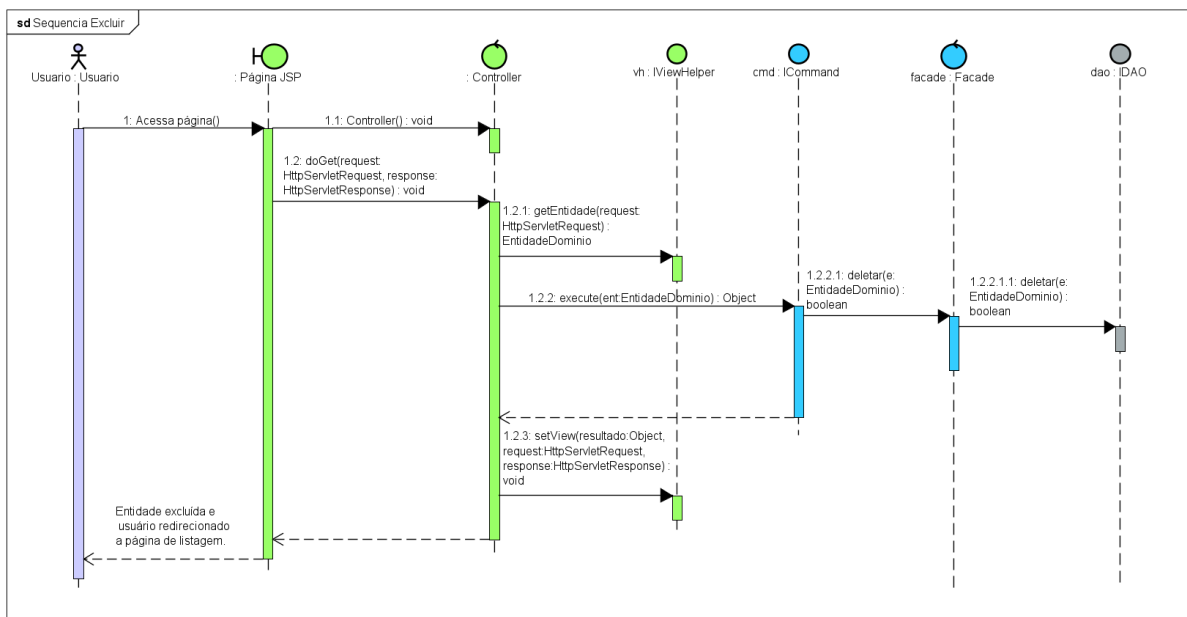 sd Sequencia Excluir
Usuario : Usuario
: Página JSP
: Controller
vh : IViewHelper
cmd : ICommand
facade : Facade
dao : IDAO
1: Acessa página()
1.1: Controller() : void
1.2: doGet(request:
HttpServletRequest, response:
HttpServletResponse) : void
1.2.1: getEntidade(request:
HttpServletRequest) :
EntidadeDominio
1.2.2: execute(ent:EntidadeDominio) : Object
1.2.2.1: deletar(e:
EntidadeDominio) :
boolean
1.2.2.1.1: deletar(e:
EntidadeDominio) :
boolean
1.2.3: setView(resultado:Object,
request:HttpServletRequest,
response:HttpServletResponse) :
void
Entidade excluída e
usuário redirecionado
a página de listagem.